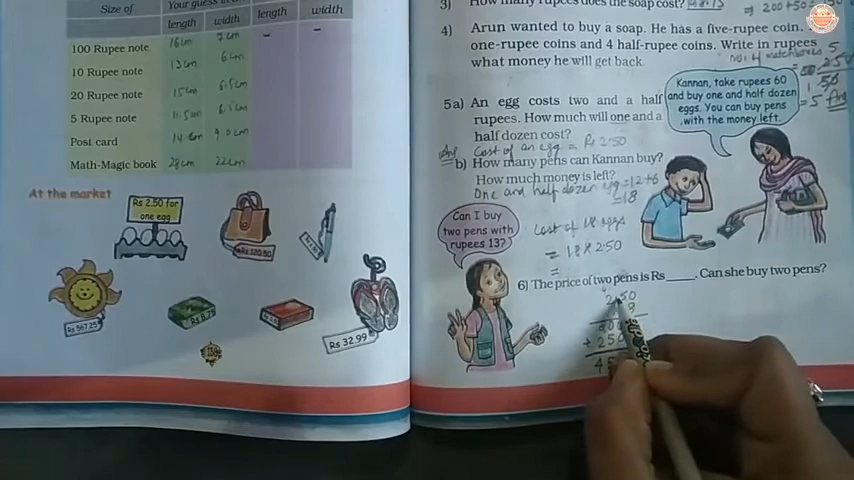 Size of
Your guess
length width length width
100 Rupee note 16cm 7cm - -
10 Rupee note 13cm 6cm
20 Rupee note 15cm 6.5cm
5 Rupee note 11.5cm 6.5cm
Post card 14cm 9.0cm
Math-Magic book 28cm 22cm
At the market
Rs 2.50 for
one egg
Rs 567.25
Rs 32.99
3) How many rupees does the soap cost?
4) Arun wanted to buy a soap. He has a five-rupee coin.
one-rupee coins and 4 half-rupee coins. Write in rupees
what money he will get back.
Kannan, take rupees 60
and buy one and half dozen
eggs. You can buy pens
with the money left.
5 a) An egg costs two and a half
rupees. How much will one and a
half dozen cost?
Ans Cost of an egg = Rs 2.50
b) How many pens can Kannan buy?
How much money is left?
One and half dozen egg = 12+6
= 18
Cost of 18 eggs
= 18 x 2.50
=
Can I buy
two pens with
rupees 13?
6) The price of two pens is Rs ____. Can she buy two pens?